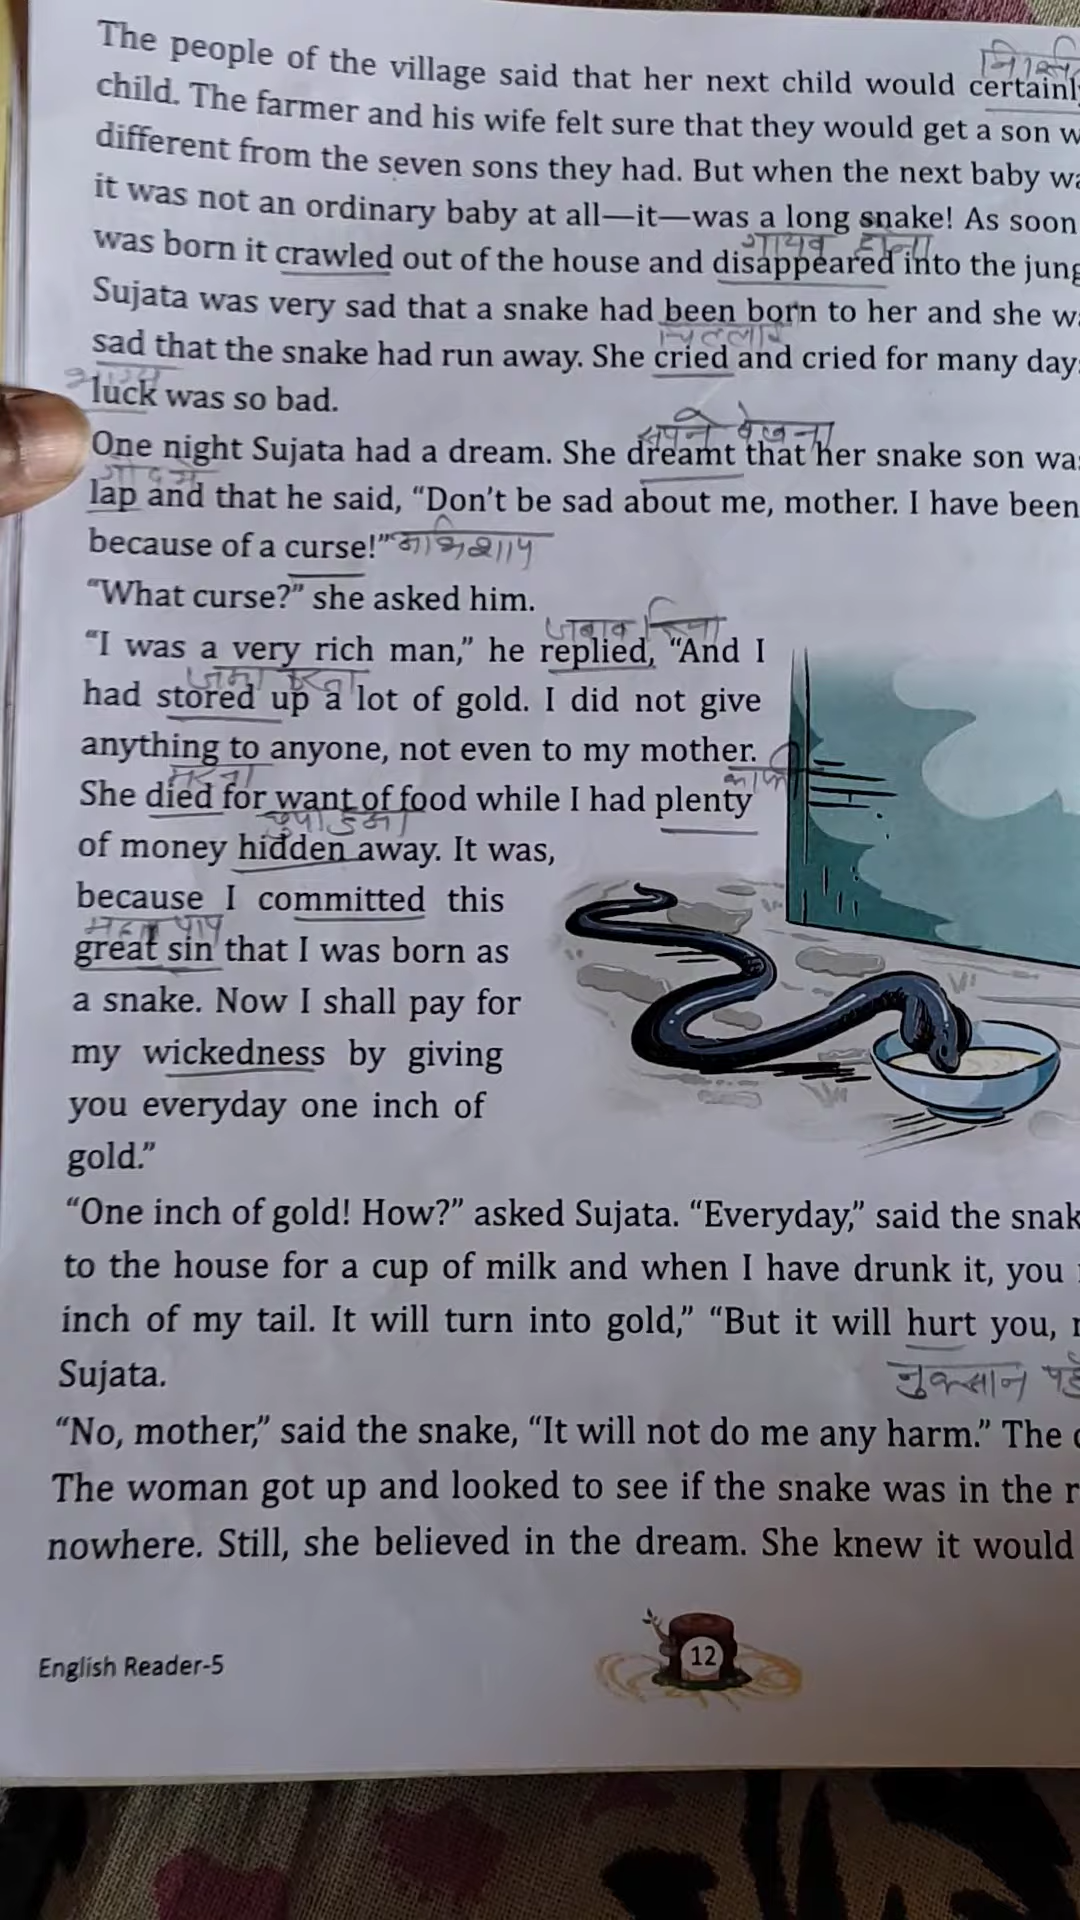 The people of the village said that her next child would certainly
child. The farmer and his wife felt sure that they would get a son
different from the seven sons they had. But when the next baby
it was not an ordinary baby at all—it—was a long snake! As soon
गायब होना
was born it crawled out of the house and disappeared into the
Sujata was very sad that a snake had been born to her and she
चिल्लाए
sad that the snake had run away. She cried and cried for many
भाग्य
luck was so bad.
सपने देखना
One night Sujata had a dream. She dreamt that her snake son
गोद में
lap and that he said, “Don’t be sad about me, mother. I have been
because of a curse!”
“What curse?” she asked him.
जवाब दिया
“I was a very rich man,” he replied, “And I
जमा करना
had stored up a lot of gold. I did not give
anything to anyone, not even to my mother.
मरना काफी
She died for want of food while I had plenty
of money hidden away. It was,
because I committed this
महा पाप
great sin that I was born as
a snake. Now I shall pay for
my wickedness by giving
you everyday one inch of
gold.”
“One inch of gold! How?” asked Sujata. “Everyday,” said the
to the house for a cup of milk and when I have drunk it, you
inch of my tail. It will turn into gold,” “But it will hurt you,
Sujata.
नुकसान
“No, mother,” said the snake, “It will not do me any harm.” The
The woman got up and looked to see if the snake was in the
nowhere. Still, she believed in the dream. She knew it would
English Reader-5
12